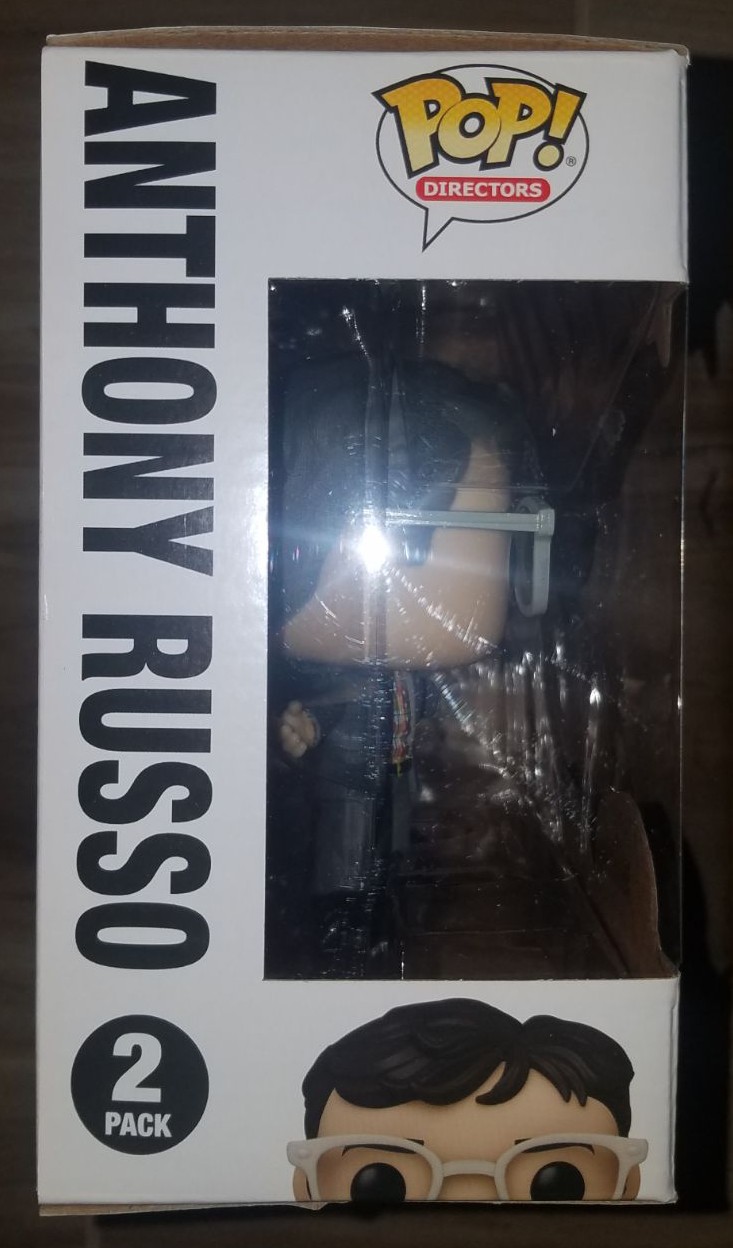 POP!®
DIRECTORS
ANTHONY RUSSO
2
PACK